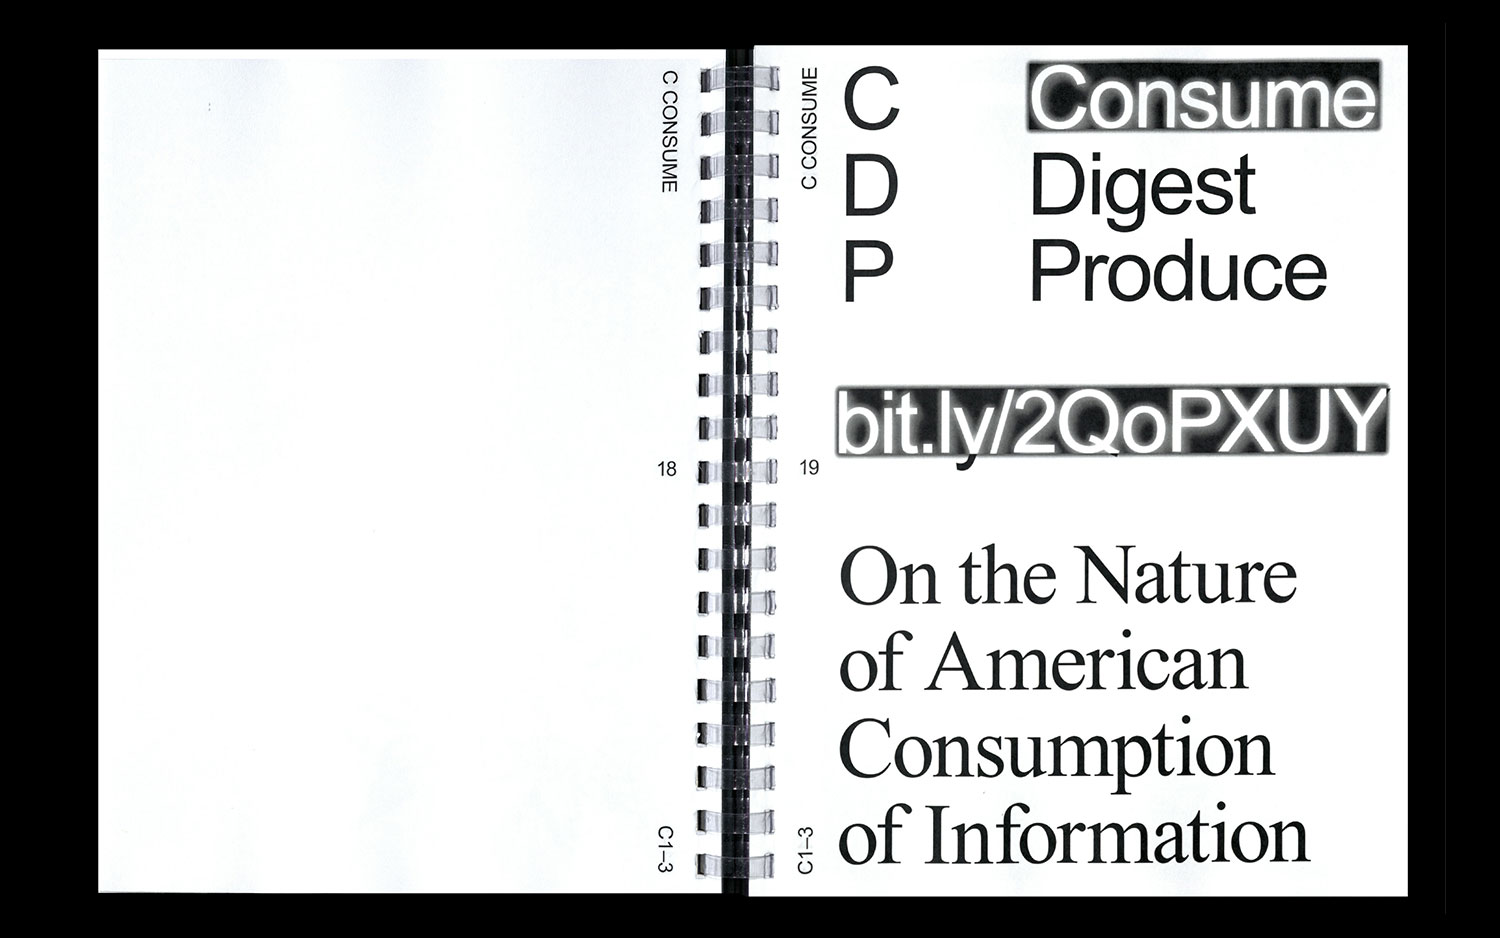 C CONSUME
18
C1–3
C CONSUME
19
C1–3
C Consume
D Digest
P Produce
bit.ly/2QoPXUY
On the Nature
of American
Consumption
of Information